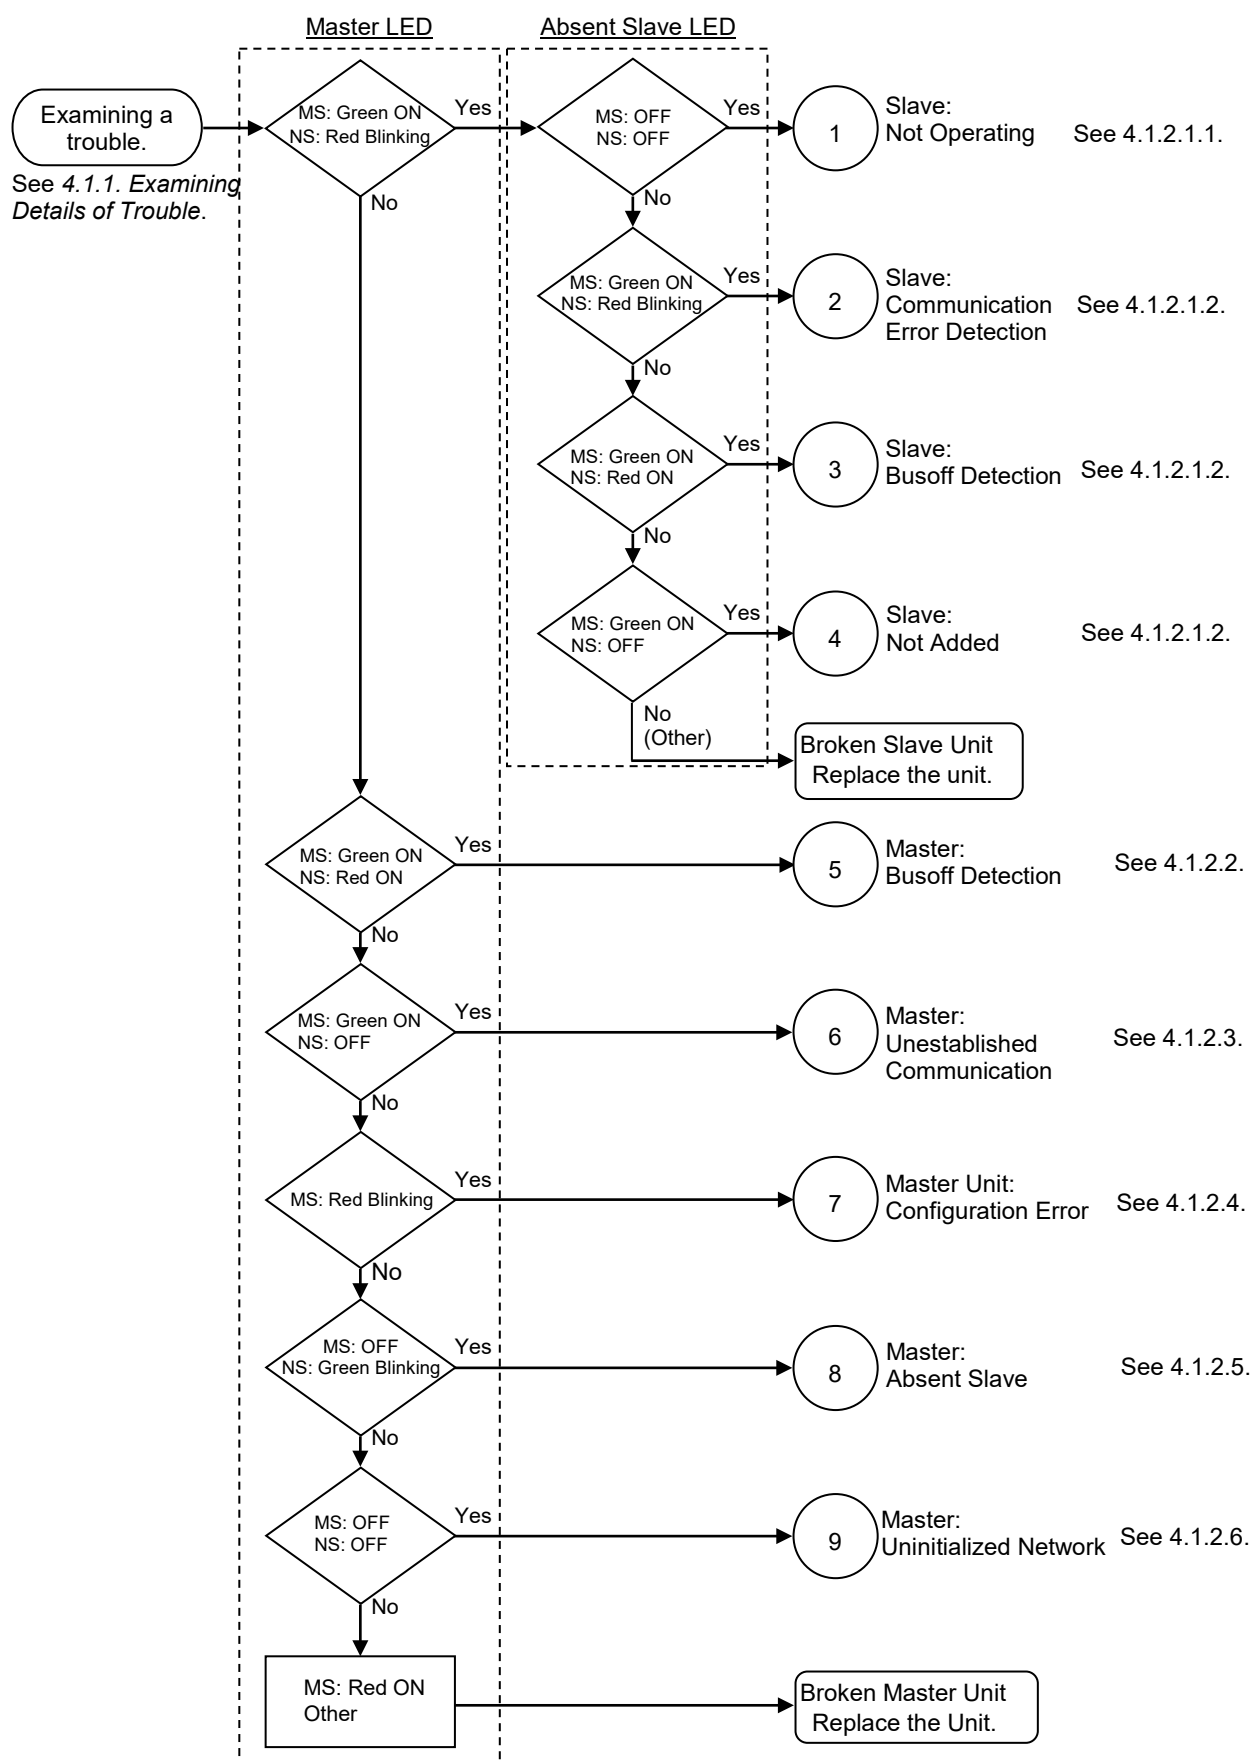 Master LED
Absent Slave LED
Examining a
trouble.
See 4.1.1. Examining
Details of Trouble.
MS: Green ON
NS: Red Blinking
Yes
No
MS: OFF
NS: OFF
Yes
No
1
Slave:
Not Operating
See 4.1.2.1.1.
MS: Green ON
NS: Red Blinking
Yes
No
2
Slave:
Communication
Error Detection
See 4.1.2.1.2.
MS: Green ON
NS: Red ON
Yes
No
3
Slave:
Busoff Detection
See 4.1.2.1.2.
MS: Green ON
NS: OFF
Yes
No
(Other)
4
Slave:
Not Added
See 4.1.2.1.2.
Broken Slave Unit
Replace the unit.
MS: Green ON
NS: Red ON
Yes
No
5
Master:
Busoff Detection
See 4.1.2.2.
MS: Green ON
NS: OFF
Yes
No
6
Master:
Unestablished
Communication
See 4.1.2.3.
MS: Red Blinking
Yes
No
7
Master Unit:
Configuration Error
See 4.1.2.4.
MS: OFF
NS: Green Blinking
Yes
No
8
Master:
Absent Slave
See 4.1.2.5.
MS: OFF
NS: OFF
Yes
No
9
Master:
Uninitialized Network
See 4.1.2.6.
MS: Red ON
Other
Broken Master Unit
Replace the Unit.